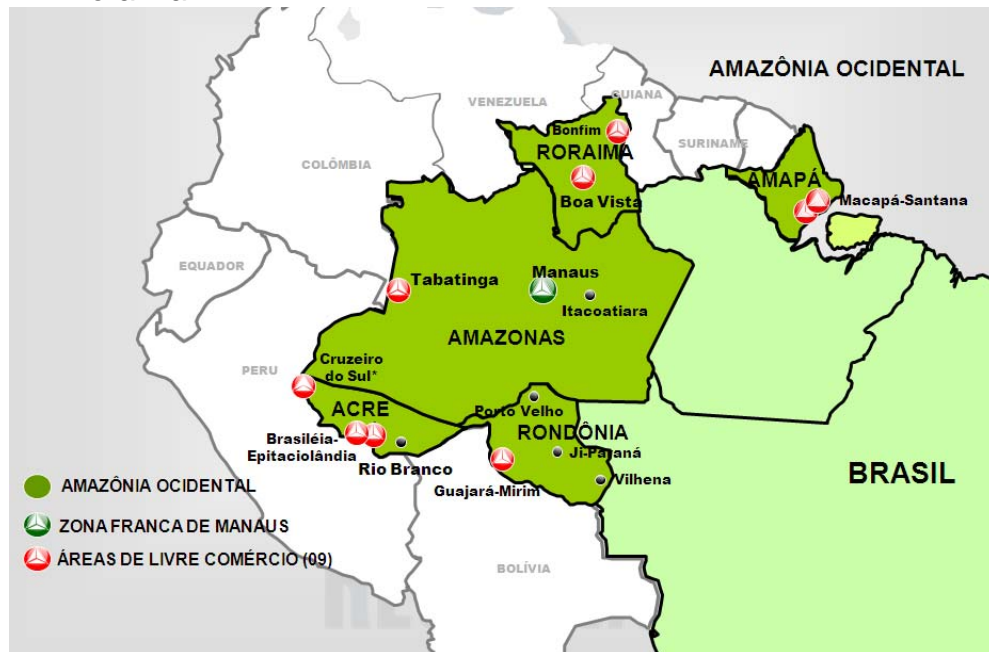 AMAZÔNIA OCIDENTAL
VENEZUELA
GUIANA
SURINAME
COLÔMBIA
Bonfim
RORAIMA
Boa Vista
AMAPÁ
Macapá-Santana
EQUADOR
Tabatinga
Manaus
Itacoatiara
AMAZONAS
PERU
Cruzeiro
do Sul*
ACRE
Porto Velho
RONDÔNIA
Brasiléia-
Epitaciolândia
Rio Branco
Ji-Paraná
Vilhena
Guajará-Mirim
BRASIL
BOLÍVIA
AMAZÔNIA OCIDENTAL
ZONA FRANCA DE MANAUS
ÁREAS DE LIVRE COMÉRCIO (09)